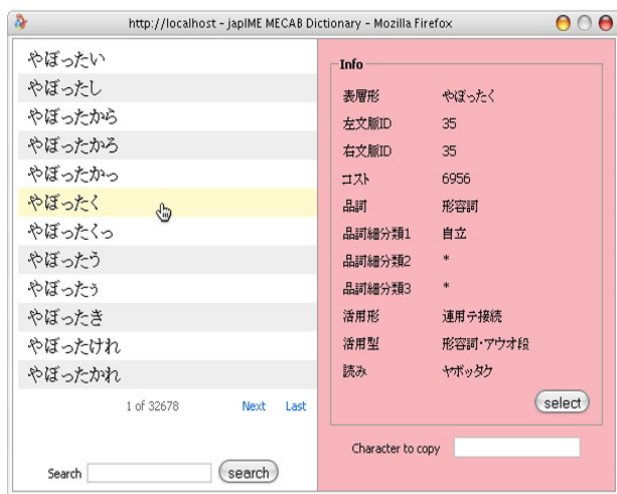 http://localhost - japIME MECAB Dictionary - Mozilla Firefox
やぼったい
やぼったし
やぼったから
やぼったかろ
やぼったかっ
やぼったく
やぼったくっ
やぼったう
やぼったぅ
やぼったき
やぼったけれ
やぼったかれ
1 of 32678 Next Last
Search search
Info
表層形 やぼったく
左文脈ID 35
右文脈ID 35
コスト 6956
品詞 形容詞
品詞細分類1 自立
品詞細分類2 *
品詞細分類3 *
活用形 連用テ接続
活用型 形容詞・アウオ段
読み ヤボッタク
select
Character to copy